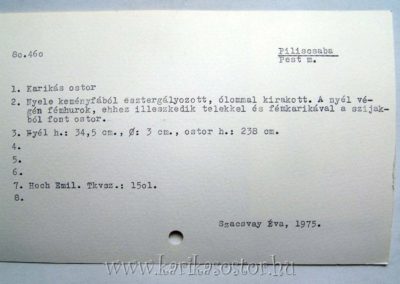 Sc.46o
Piliscsaba
Pest m.
1. Karikás ostor
2. Nyele keményfából esztergályozott, ólommal kirakott. A nyél vé-
gén fémhurok, ehhez illeszkedik telekkel és fémkarikával a szíjak-
ból font ostor.
3. Nyél h.: 34,5 cm., Ø: 3 cm., ostor h.: 238 cm.
4.
5.
6.
7. Hoch Emil. Tkvsz.: 15ol.
8.
Szacsvay Éva, 1975.
www.karikasostor.hu